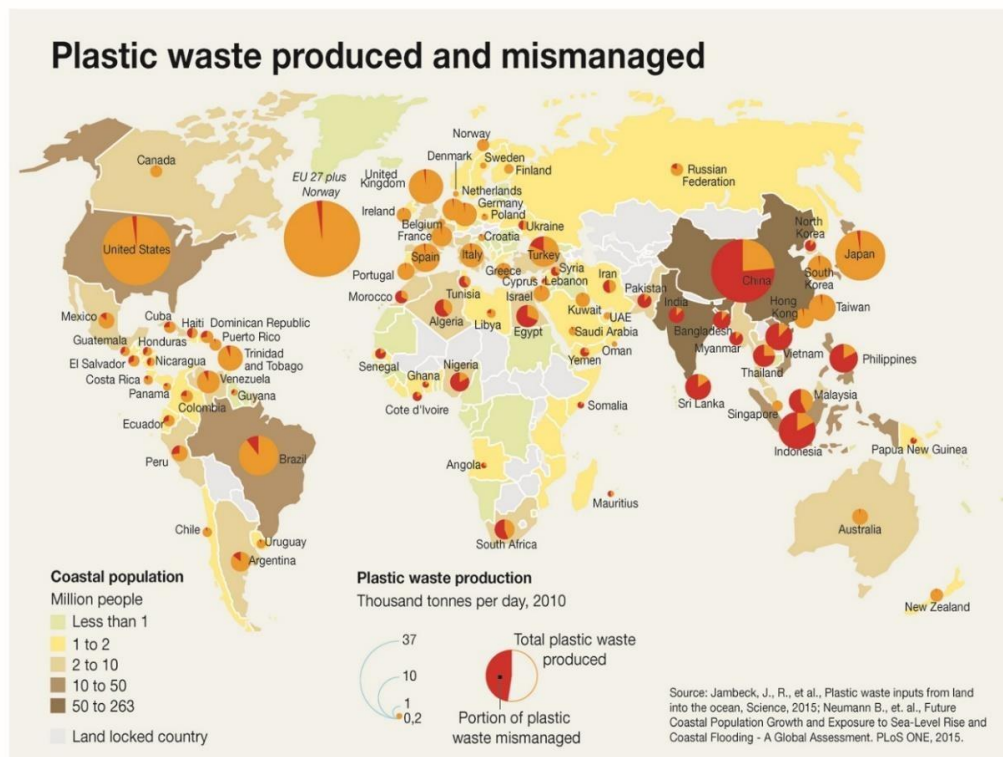 Plastic waste produced and mismanaged
Norway
Denmark
Sweden
Finland
Canada
EU 27 plus
Norway
United
Kingdom
Netherlands
Germany
Poland
Russian
Federation
Ireland
Belgium
France
Ukraine
Croatia
North
Korea
United States
Spain
Italy
Turkey
China
Japan
Portugal
Greece
Syria
Cyprus
Lebanon
Iran
South
Korea
Morocco
Tunisia
Israel
Pakistan
India
Hong
Kong
Taiwan
Mexico
Cuba
Haiti
Dominican Republic
Puerto Rico
Algeria
Libya
Egypt
Kuwait
UAE
Saudi Arabia
Bangladesh
Guatemala
Honduras
Trinidad
and Tobago
Oman
Myanmar
Vietnam
El Salvador
Nicaragua
Senegal
Ghana
Nigeria
Yemen
Thailand
Philippines
Costa Rica
Panama
Venezuela
Guyana
Colombia
Cote d'Ivoire
Somalia
Sri Lanka
Singapore
Malaysia
Ecuador
Indonesia
Papua New Guinea
Peru
Brazil
Angola
Mauritius
Chile
Uruguay
Argentina
South Africa
Australia
New Zealand
Coastal population
Million people
Less than 1
1 to 2
2 to 10
10 to 50
50 to 263
Land locked country
Plastic waste production
Thousand tonnes per day, 2010
37
10
1
0,2
Total plastic waste
produced
Portion of plastic
waste mismanaged
Source: Jambeck, J., R., et al., Plastic waste inputs from land
into the ocean, Science, 2015; Neumann B., et. al., Future
Coastal Population Growth and Exposure to Sea-Level Rise and
Coastal Flooding - A Global Assessment. PLoS ONE, 2015.